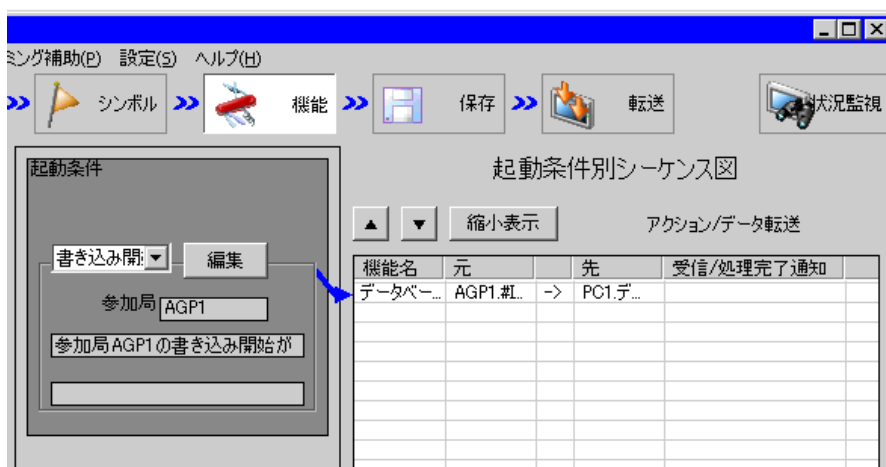 ミング補助(P) 設定(S) ヘルプ(H)
シンボル 機能 保存 転送 状況監視
起動条件
書き込み開 編集
参加局 AGP1
参加局AGP1の書き込み開始が
起動条件別シーケンス図
縮小表示 アクション/データ転送
機能名 元 先 受信/処理完了通知
データベー... AGP1.#I... -> PC1.デ...